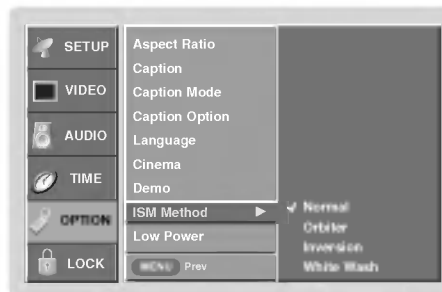 SETUP
VIDEO
AUDIO
TIME
OPTION
LOCK
Aspect Ratio
Caption
Caption Mode
Caption Option
Language
Cinema
Demo
ISM Method
Low Power
MENU Prev
Normal
Orbiter
Inversion
White Wash